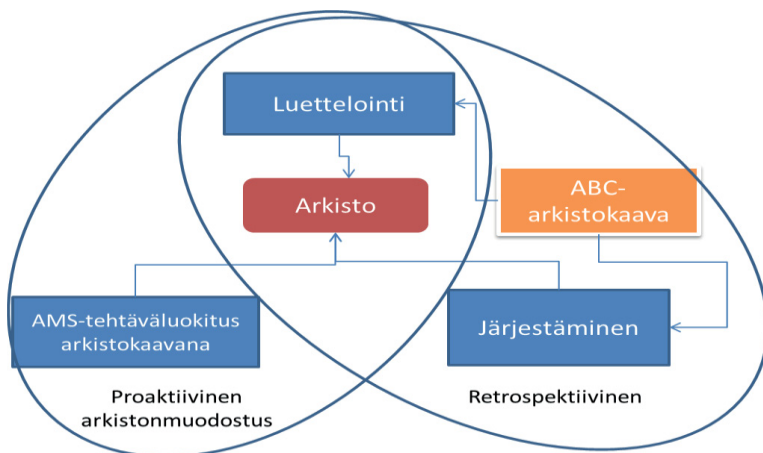 Luettelointi
Arkisto
ABC-
arkistokaava
AMS-tehtäväluokitus
arkistokaavana
Järjestäminen
Proaktiivinen
arkistonmuodostus
Retrospektiivinen